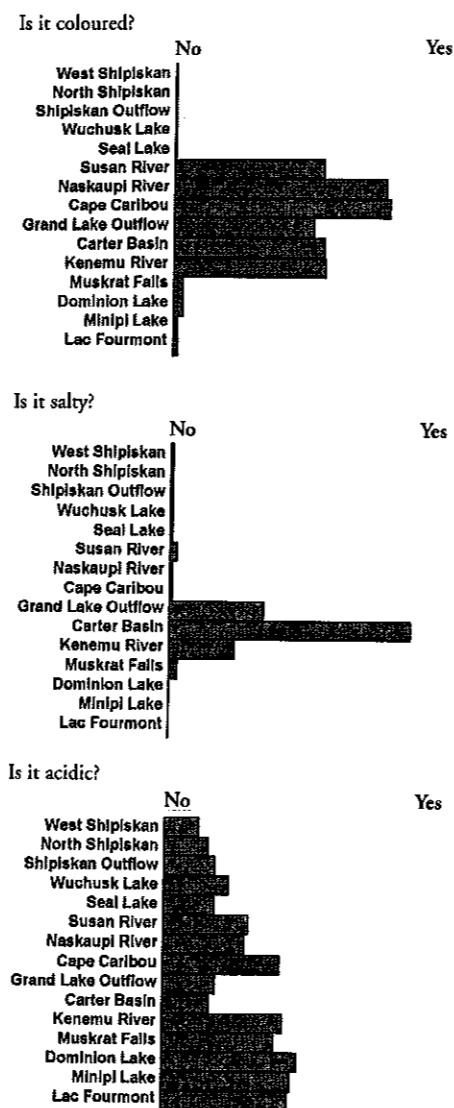 Is it coloured?
No Yes
West Shipiskan
North Shipiskan
Shipiskan Outflow
Wuchusk Lake
Seal Lake
Susan River
Naskaupi River
Cape Caribou
Grand Lake Outflow
Carter Basin
Kenemu River
Muskrat Falls
Dominion Lake
Minipi Lake
Lac Fourmont
Is it salty?
No Yes
West Shipiskan
North Shipiskan
Shipiskan Outflow
Wuchusk Lake
Seal Lake
Susan River
Naskaupi River
Cape Caribou
Grand Lake Outflow
Carter Basin
Kenemu River
Muskrat Falls
Dominion Lake
Minipi Lake
Lac Fourmont
Is it acidic?
No Yes
West Shipiskan
North Shipiskan
Shipiskan Outflow
Wuchusk Lake
Seal Lake
Susan River
Naskaupi River
Cape Caribou
Grand Lake Outflow
Carter Basin
Kenemu River
Muskrat Falls
Dominion Lake
Minipi Lake
Lac Fourmont